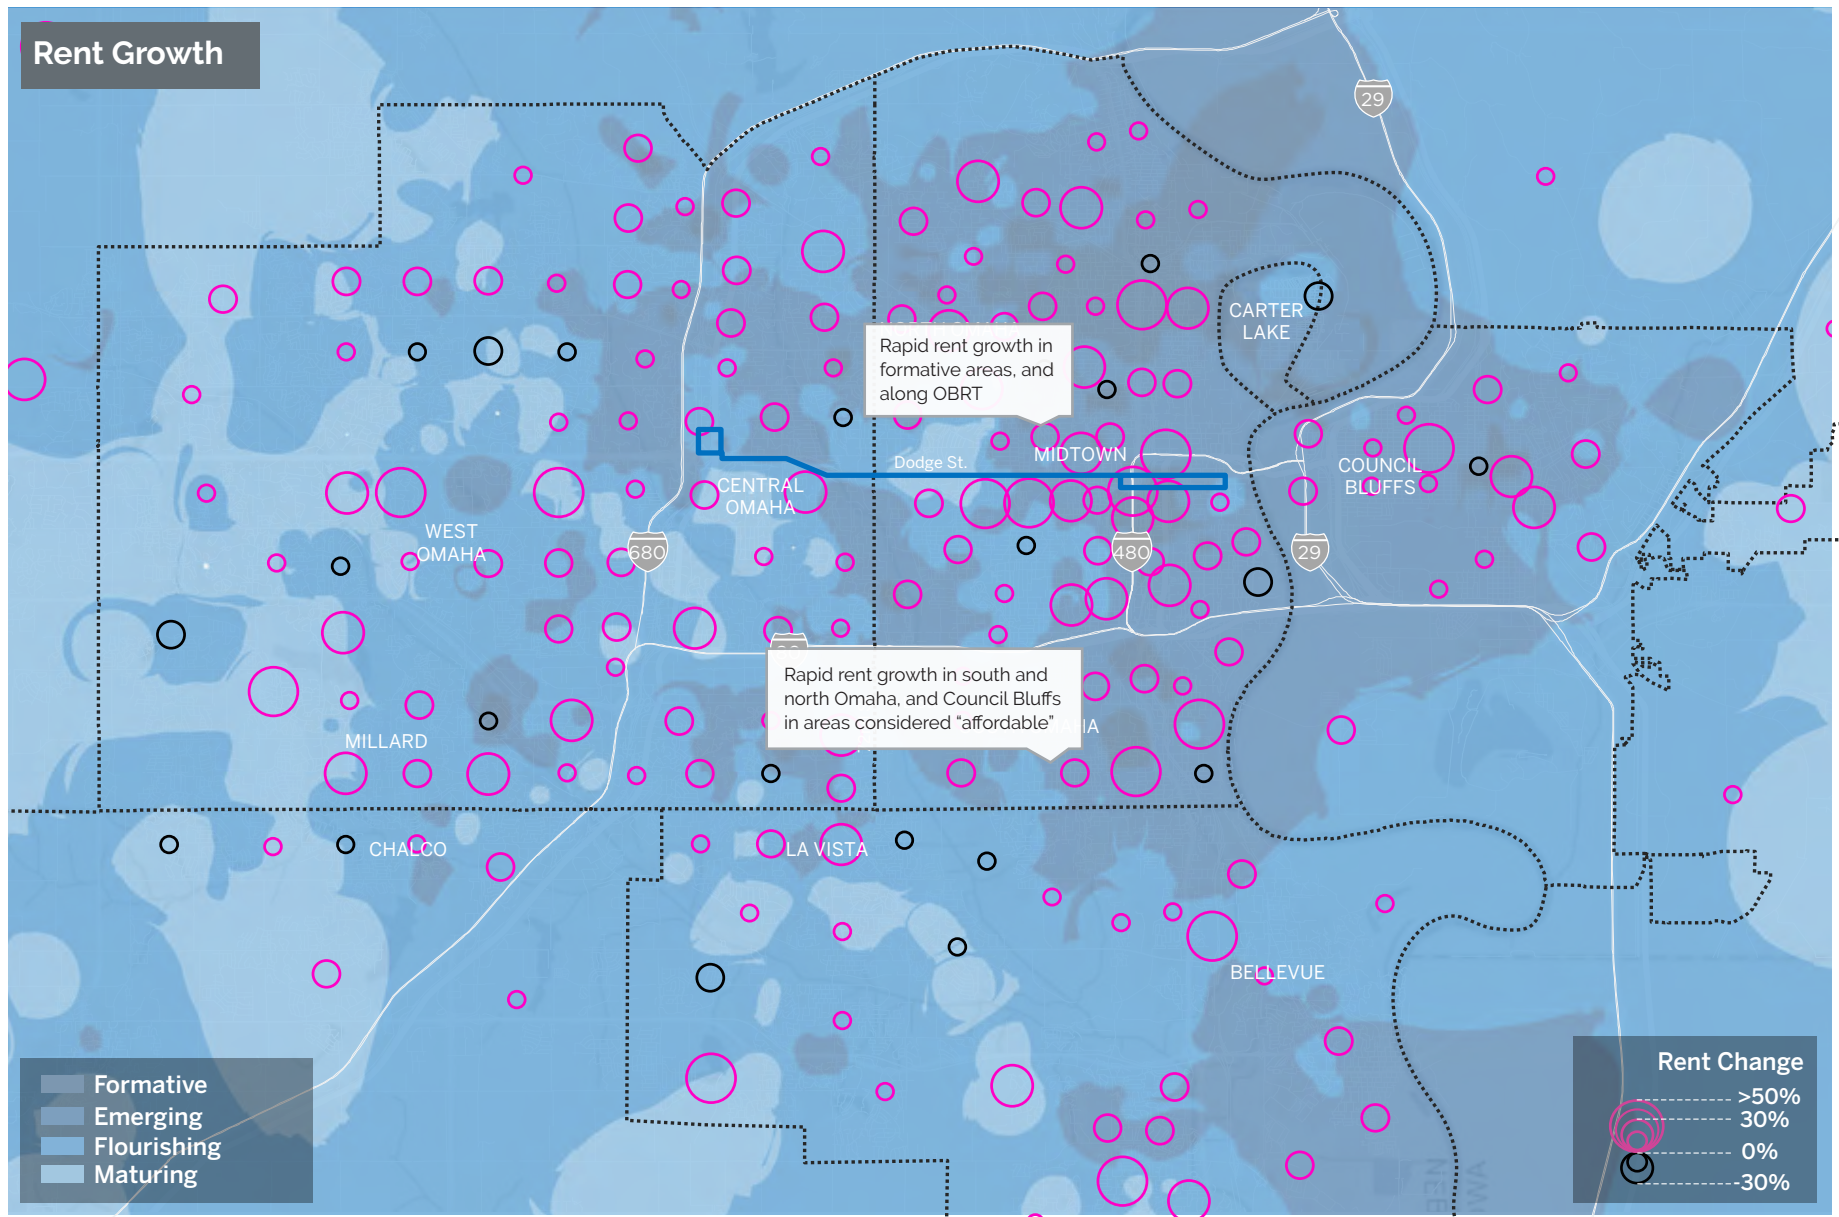 Rent Growth
29
CARTER
LAKE
Rapid rent growth in
formative areas, and
along OBRT
MIDTOWN
Dodge St.
COUNCIL
BLUFFS
CENTRAL
OMAHA
WEST
OMAHA
680
480
29
Rapid rent growth in south and
north Omaha, and Council Bluffs
in areas considered “affordable”
MILLARD
CHALCO
LA VISTA
BELLEVUE
Formative
Emerging
Flourishing
Maturing
Rent Change
>50%
30%
0%
-30%